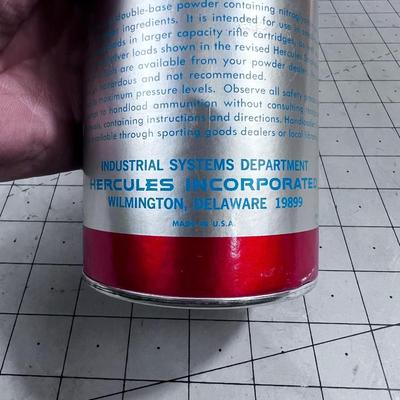 double-base powder containing
ingredients. It is intended for use in
in larger capacity rifle cartridges,
loads shown in the revised Hercules
are available from your powder
hazardous and not recommended.
maximum pressure levels. Observe all safety
to handload ammunition without consulting
containing instructions and directions.
available through sporting goods dealers or local
INDUSTRIAL SYSTEMS DEPARTMENT
HERCULES INCORPORATED
WILMINGTON, DELAWARE 19899
MADE IN U.S.A.